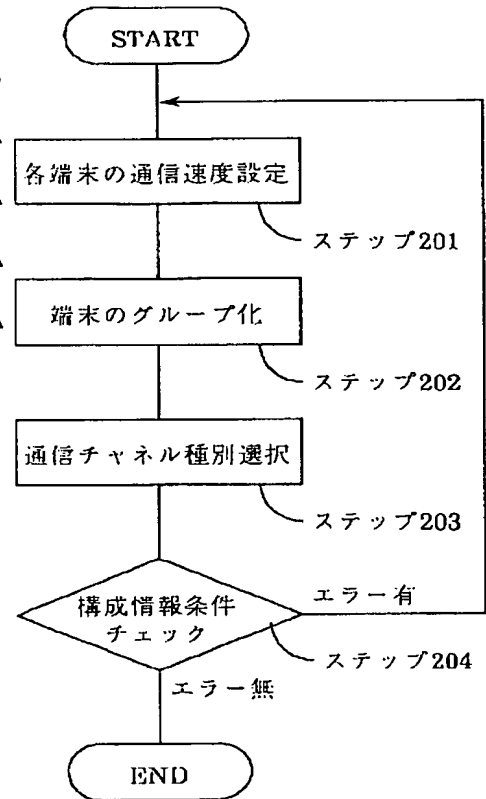 START
各端末の通信速度設定
ステップ201
端末のグループ化
ステップ202
通信チャネル種別選択
ステップ203
構成情報条件
チェック
エラー有
ステップ204
エラー無
END